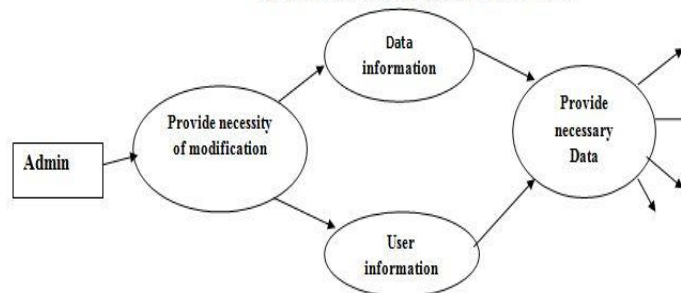 Data
information
Provide necessity
of modification
Provide
necessary
Data
Admin
User
information